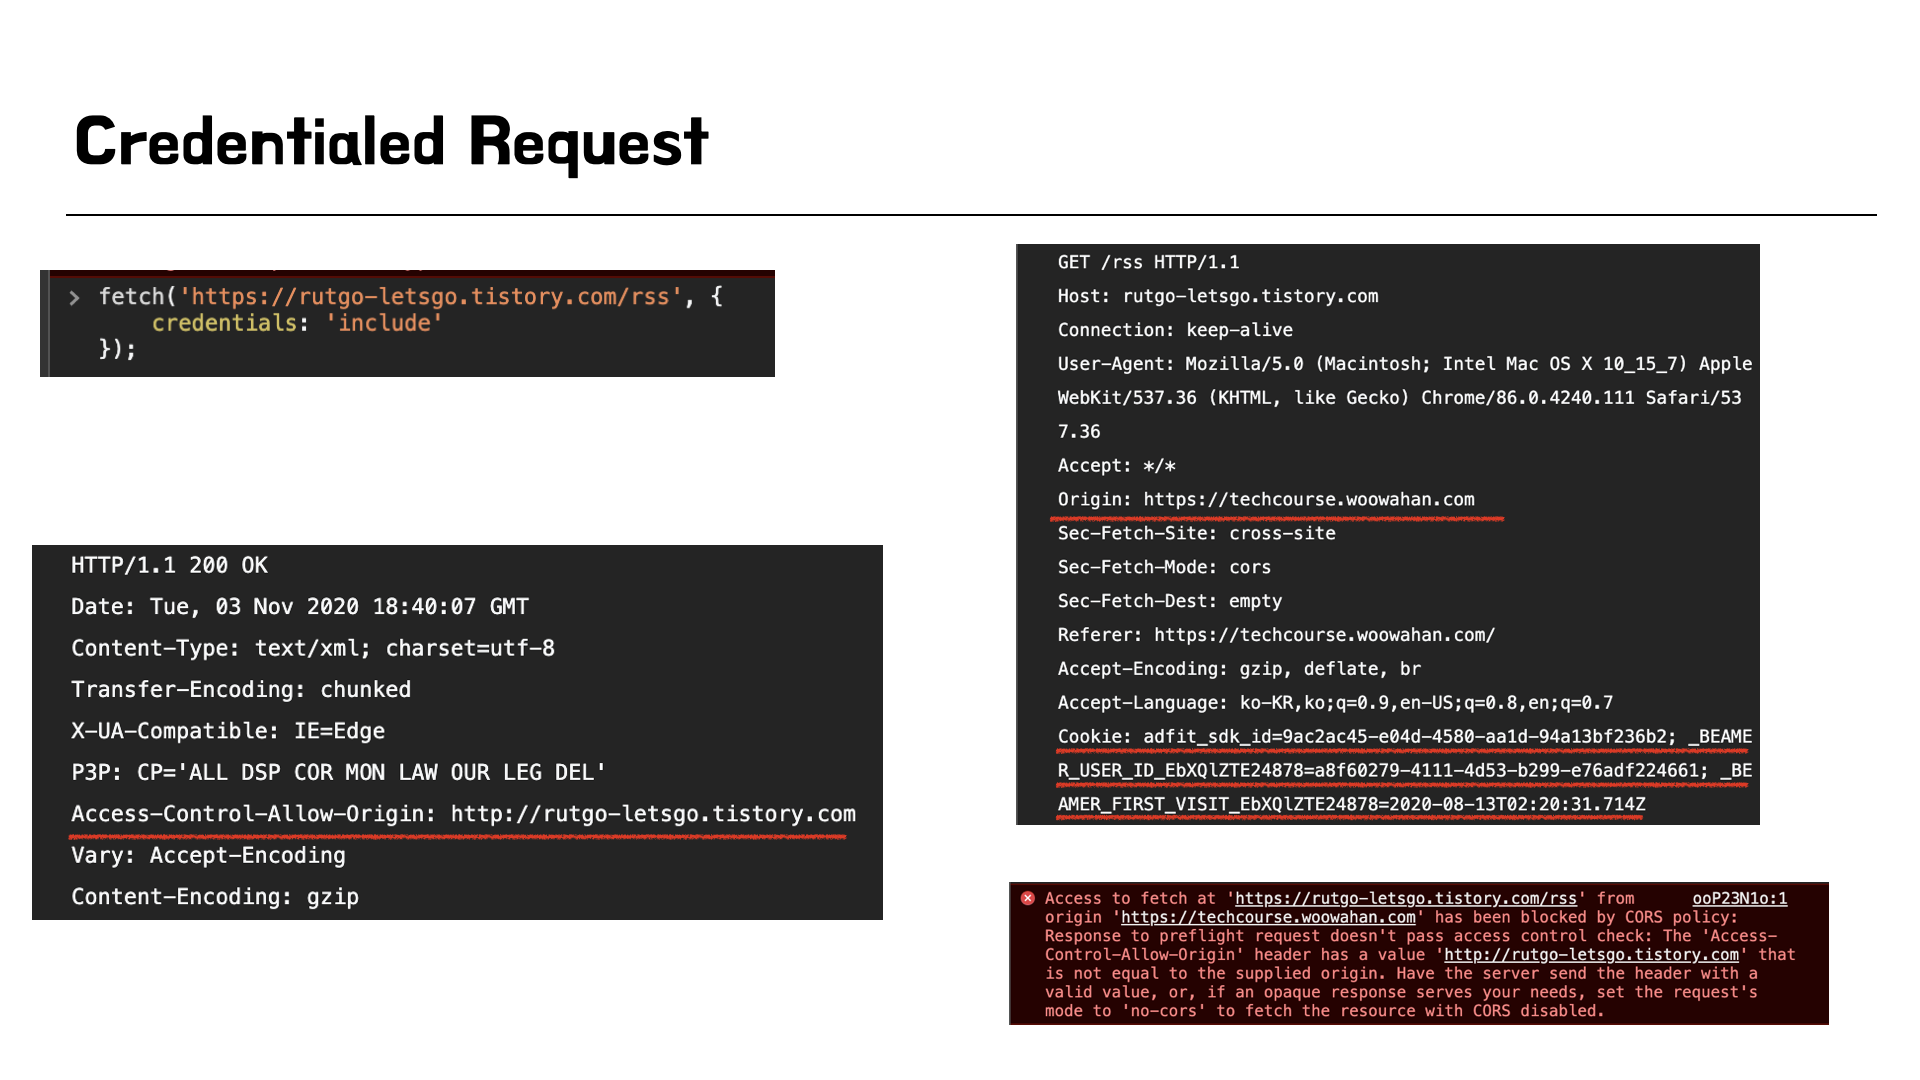 Credentialed Request
> fetch('https://rutgo-letsgo.tistory.com/rss', {
credentials: 'include'
});
HTTP/1.1 200 OK
Date: Tue, 03 Nov 2020 18:40:07 GMT
Content-Type: text/xml; charset=utf-8
Transfer-Encoding: chunked
X-UA-Compatible: IE=Edge
P3P: CP='ALL DSP COR MON LAW OUR LEG DEL'
Access-Control-Allow-Origin: http://rutgo-letsgo.tistory.com
Vary: Accept-Encoding
Content-Encoding: gzip
GET /rss HTTP/1.1
Host: rutgo-letsgo.tistory.com
Connection: keep-alive
User-Agent: Mozilla/5.0 (Macintosh; Intel Mac OS X 10_15_7) Apple
WebKit/537.36 (KHTML, like Gecko) Chrome/86.0.4240.111 Safari/53
7.36
Accept: */*
Origin: https://techcourse.woowahan.com
Sec-Fetch-Site: cross-site
Sec-Fetch-Mode: cors
Sec-Fetch-Dest: empty
Referer: https://techcourse.woowahan.com/
Accept-Encoding: gzip, deflate, br
Accept-Language: ko-KR,ko;q=0.9,en-US;q=0.8,en;q=0.7
Cookie: adfit_sdk_id=9ac2ac45-e04d-4580-aa1d-94a13bf236b2; _BEAME
R_USER_ID_EbXQlZTE24878=a8f60279-4111-4d53-b299-e76adf224661; _BE
AMER_FIRST_VISIT_EbXQlZTE24878=2020-08-13T02:20:31.714Z
Access to fetch at 'https://rutgo-letsgo.tistory.com/rss' from ooP23N1o:1
origin 'https://techcourse.woowahan.com' has been blocked by CORS policy:
Response to preflight request doesn't pass access control check: The 'Access-
Control-Allow-Origin' header has a value 'http://rutgo-letsgo.tistory.com' that
is not equal to the supplied origin. Have the server send the header with a
valid value, or, if an opaque response serves your needs, set the request's
mode to 'no-cors' to fetch the resource with CORS disabled.